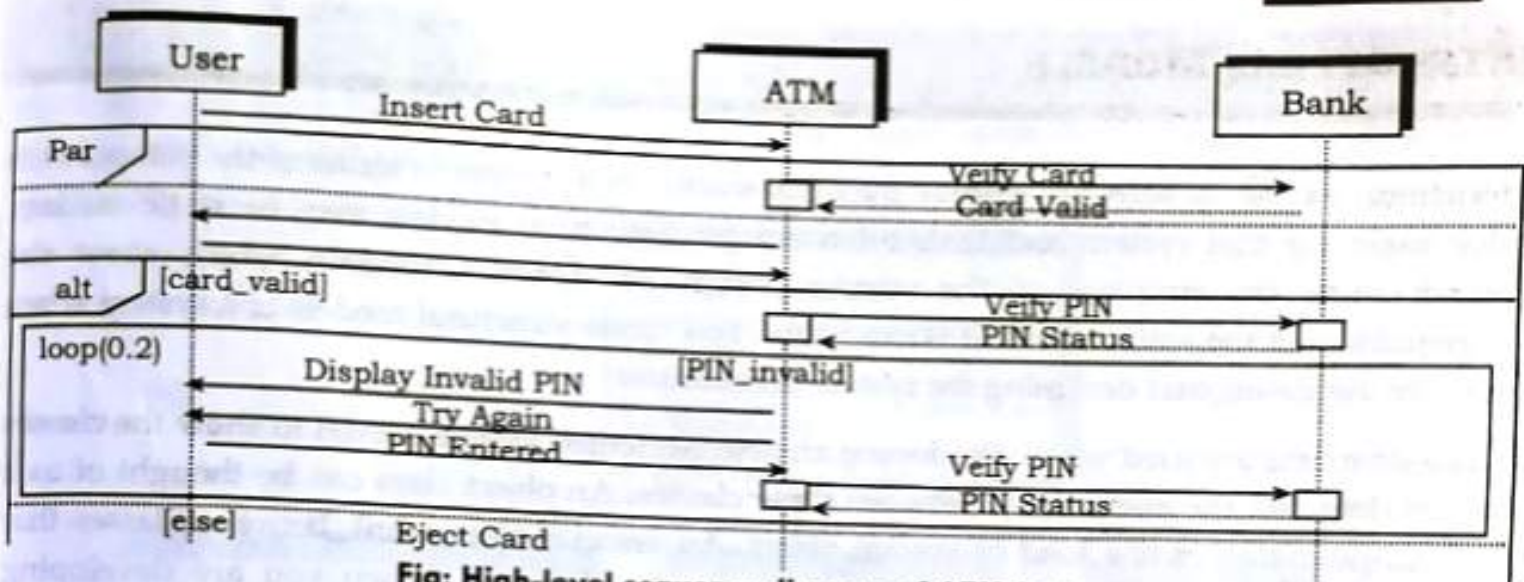 User
ATM
Bank
Insert Card
Par
Veify Card
Card Valid
alt
[card_valid]
Veify PIN
PIN Status
loop(0.2)
[PIN_invalid]
Display Invalid PIN
Try Again
PIN Entered
Veify PIN
PIN Status
[else]
Eject Card
Fig: High-level